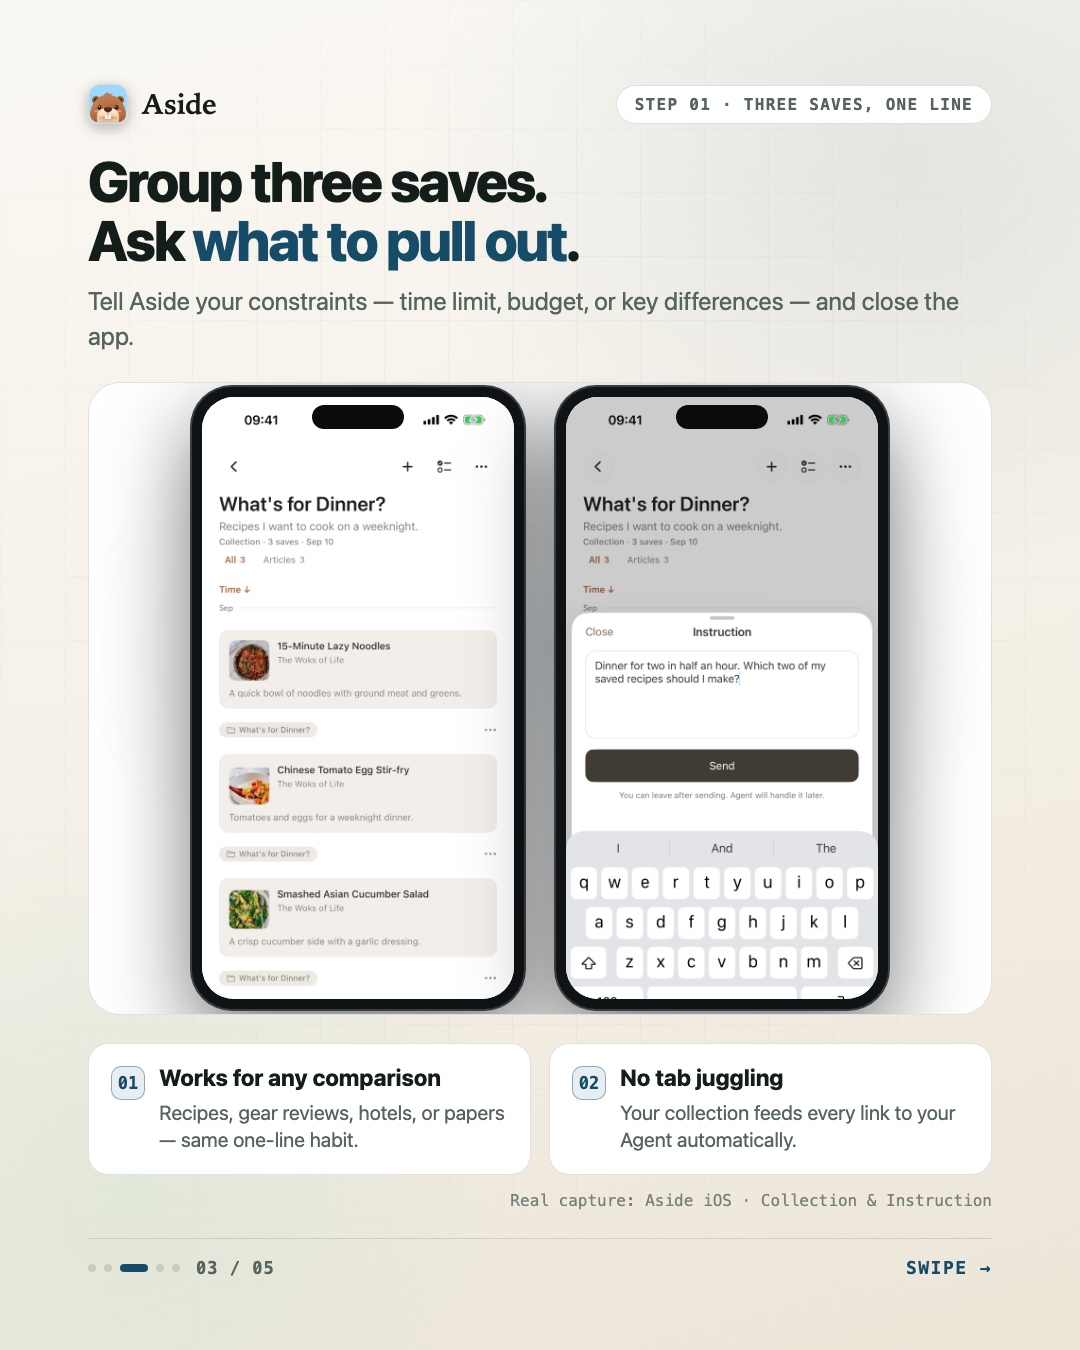 Aside
STEP 01 · THREE SAVES, ONE LINE
Group three saves.
Ask what to pull out.
Tell Aside your constraints — time limit, budget, or key differences — and close the
app.
09:41
What's for Dinner?
Recipes I want to cook on a weeknight.
Collection · 3 saves · Sep 10
All 3 Articles 3
Time ↓
Sep
15-Minute Lazy Noodles
The Woks of Life
A quick bowl of noodles with ground meat and greens.
What's for Dinner?
Chinese Tomato Egg Stir-fry
The Woks of Life
Tomatoes and eggs for a weeknight dinner.
What's for Dinner?
Smashed Asian Cucumber Salad
The Woks of Life
A crisp cucumber side with a garlic dressing.
What's for Dinner?
09:41
What's for Dinner?
Recipes I want to cook on a weeknight.
Collection · 3 saves · Sep 10
All 3 Articles 3
Time ↓
Sep
Close Instruction
Dinner for two in half an hour. Which two of my
saved recipes should I make?
Send
You can leave after sending. Agent will handle it later.
I And The
q w e r t y u i o p
a s d f g h j k l
z x c v b n m
01 Works for any comparison
Recipes, gear reviews, hotels, or papers
— same one-line habit.
02 No tab juggling
Your collection feeds every link to your
Agent automatically.
Real capture: Aside iOS · Collection & Instruction
03 / 05
SWIPE →